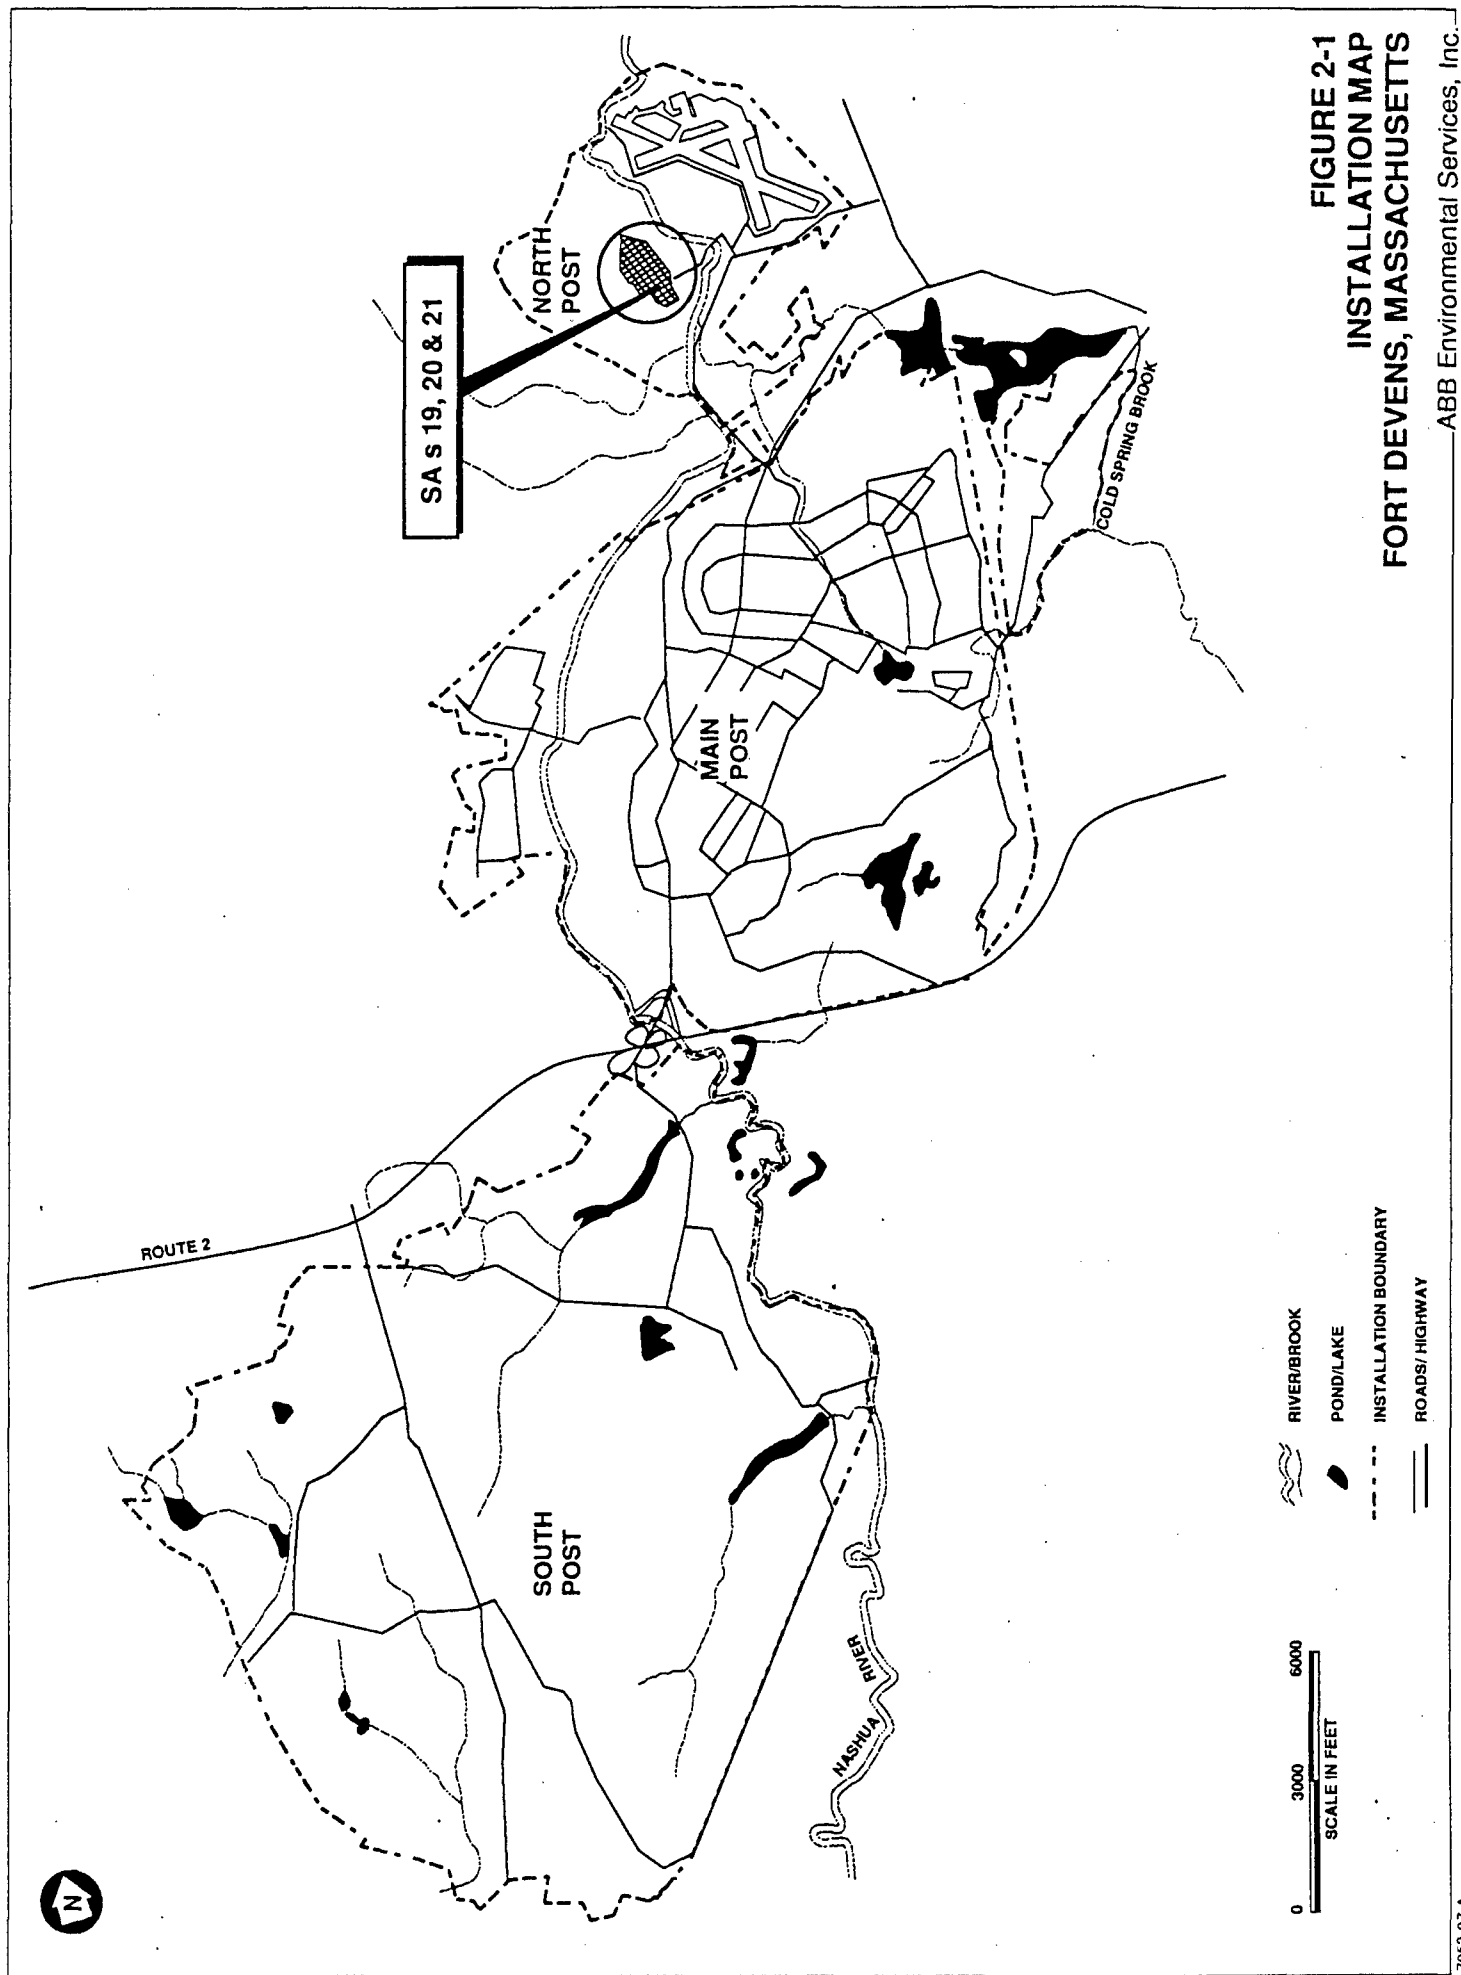 SA s 19, 20 & 21
NORTH
POST
MAIN
POST
COLD SPRING BROOK
ROUTE 2
SOUTH
POST
NASHUA RIVER
N
0 3000 6000
SCALE IN FEET
RIVER/BROOK
POND/LAKE
INSTALLATION BOUNDARY
ROADS/ HIGHWAY
FIGURE 2-1
INSTALLATION MAP
FORT DEVENS, MASSACHUSETTS
ABB Environmental Services, Inc.